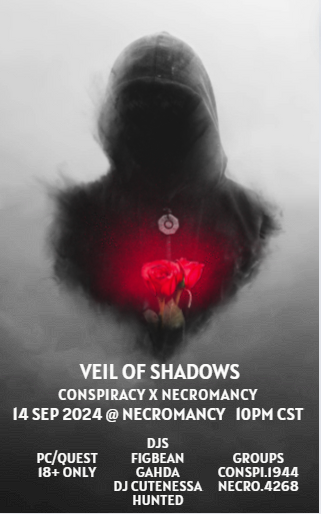 VEIL OF SHADOWS
CONSPIRACY X NECROMANCY
14 SEP 2024 @ NECROMANCY 10PM CST
PC/QUEST
18+ ONLY
DJS
FIGBEAN
GAHDA
DJ CUTENESSA
HUNTED
GROUPS
CONSPI.1944
NECRO.4268